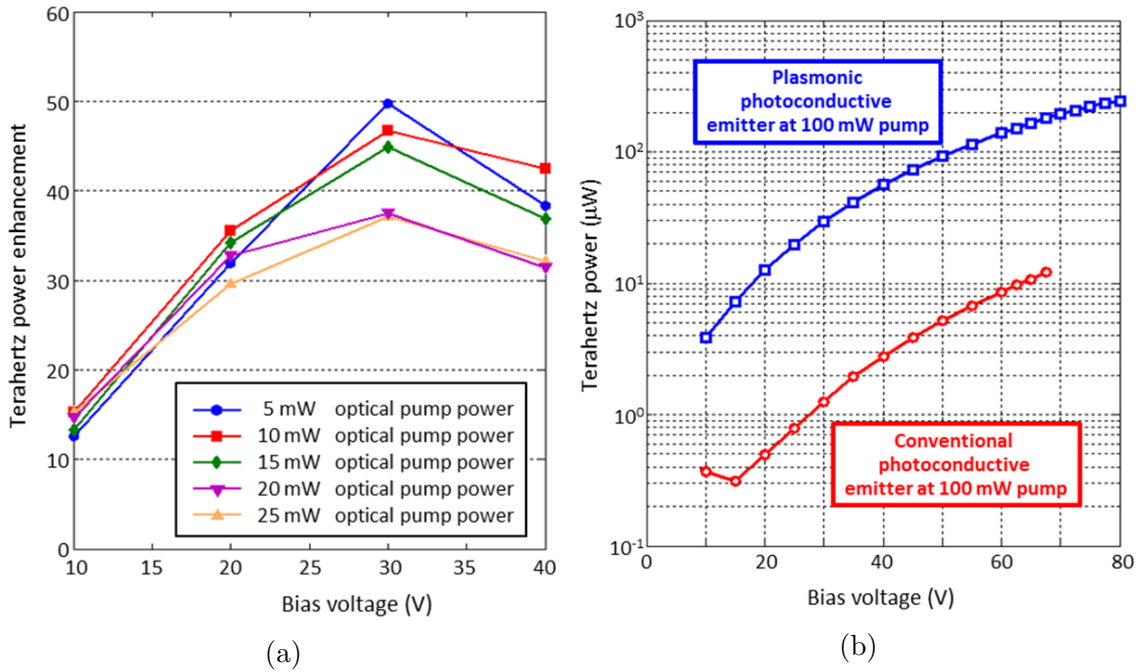 60
50
40
30
20
10
0
Terahertz power enhancement
5 mW optical pump power
10 mW optical pump power
15 mW optical pump power
20 mW optical pump power
25 mW optical pump power
10 15 20 25 30 35 40
Bias voltage (V)
(a)
10³
10²
10¹
10⁰
10⁻¹
Terahertz power (μW)
Plasmonic
photoconductive
emitter at 100 mW pump
Conventional
photoconductive
emitter at 100 mW pump
0 20 40 60 80
Bias voltage (V)
(b)